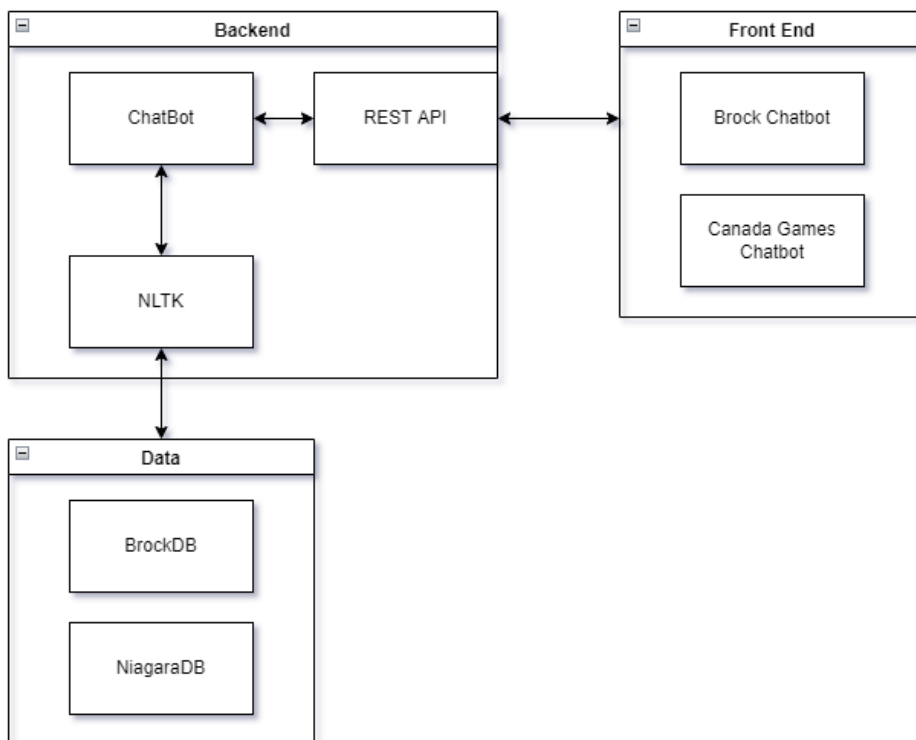 Backend
Front End
ChatBot
REST API
Brock Chatbot
Canada Games
Chatbot
NLTK
Data
BrockDB
NiagaraDB